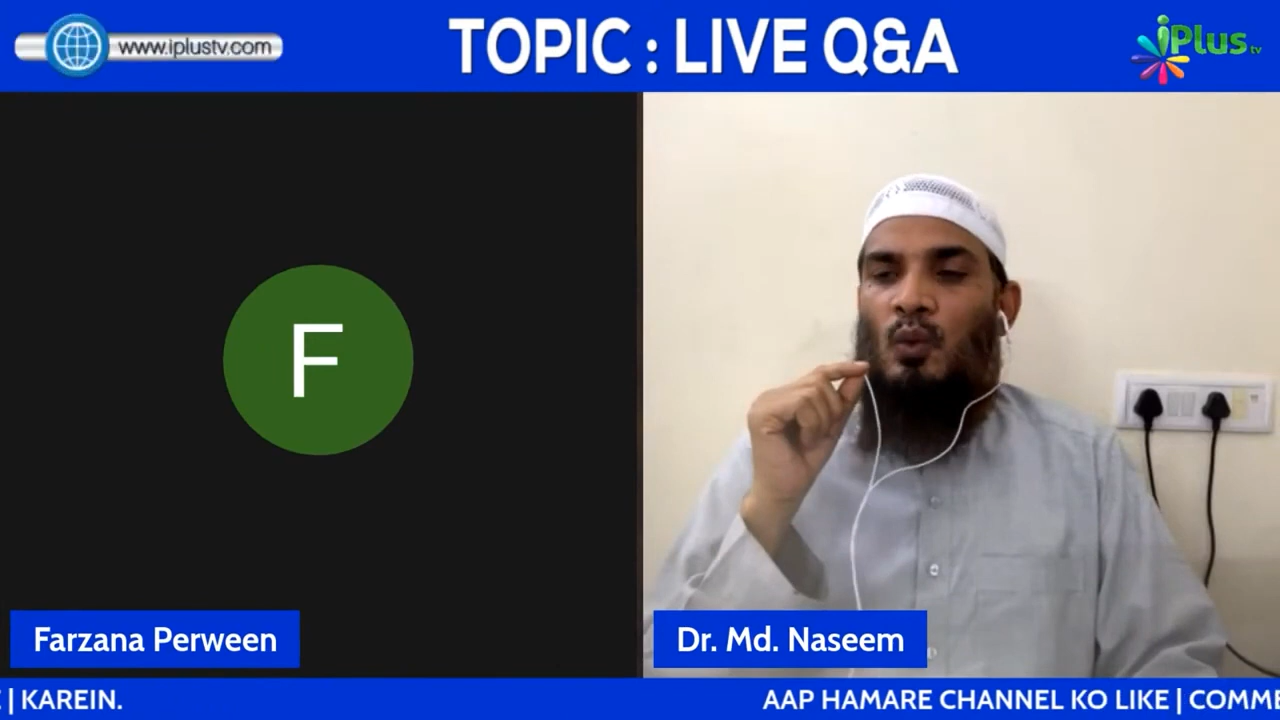 www.iplustv.com
TOPIC : LIVE Q&A
iPlus tv
F
Farzana Perween
Dr. Md. Naseem
| KAREIN.
AAP HAMARE CHANNEL KO LIKE | COMME